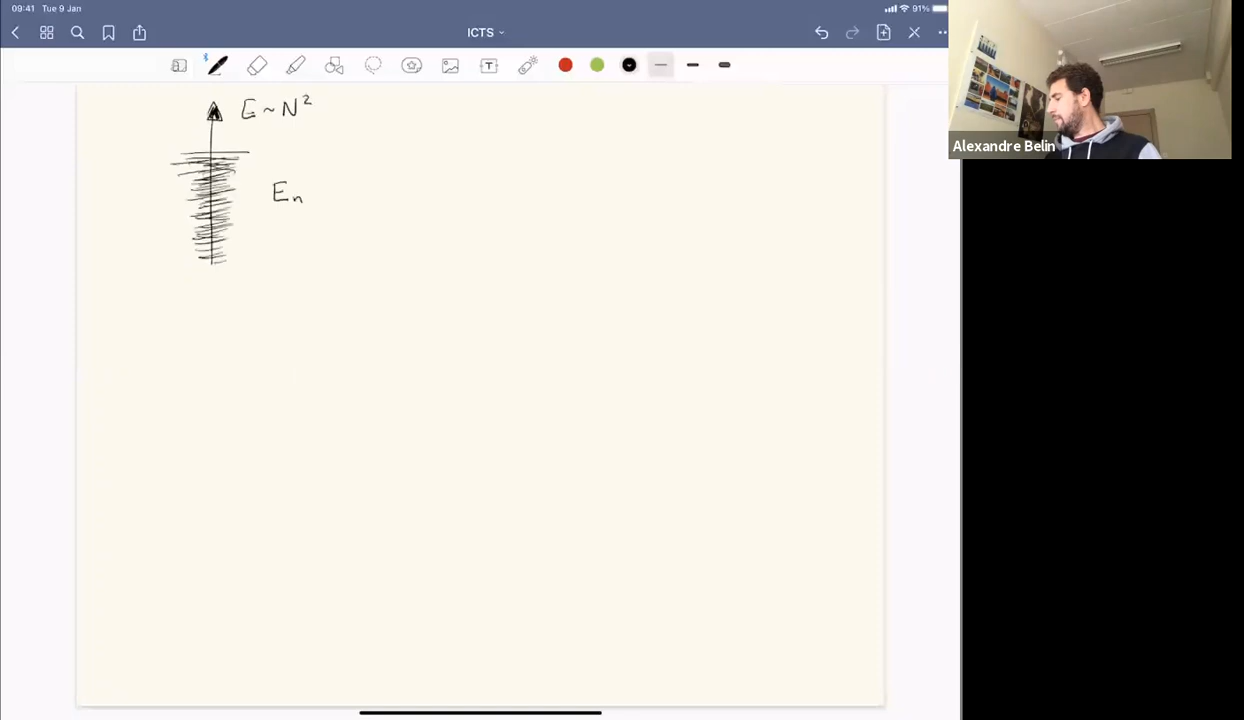 09:41 Tue 9 Jan
91%
ICTS
E ~ N²
Eₙ
Alexandre Belin